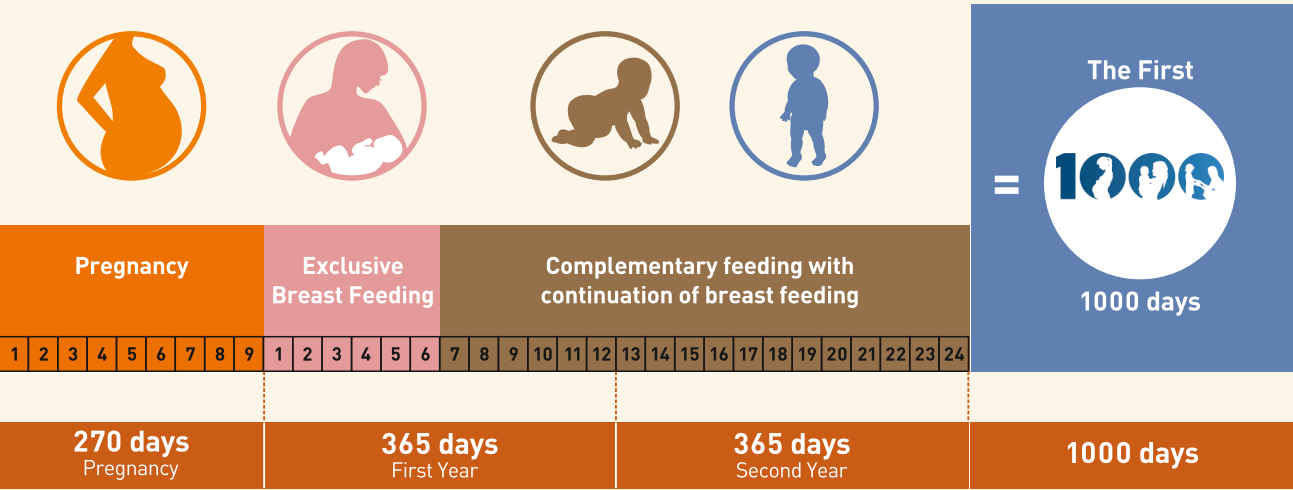 The First
=
1000
1000 days
Pregnancy
Exclusive
Breast Feeding
Complementary feeding with
continuation of breast feeding
1 2 3 4 5 6 7 8 9 1 2 3 4 5 6 7 8 9 10 11 12 13 14 15 16 17 18 19 20 21 22 23 24
270 days
Pregnancy
365 days
First Year
365 days
Second Year
1000 days